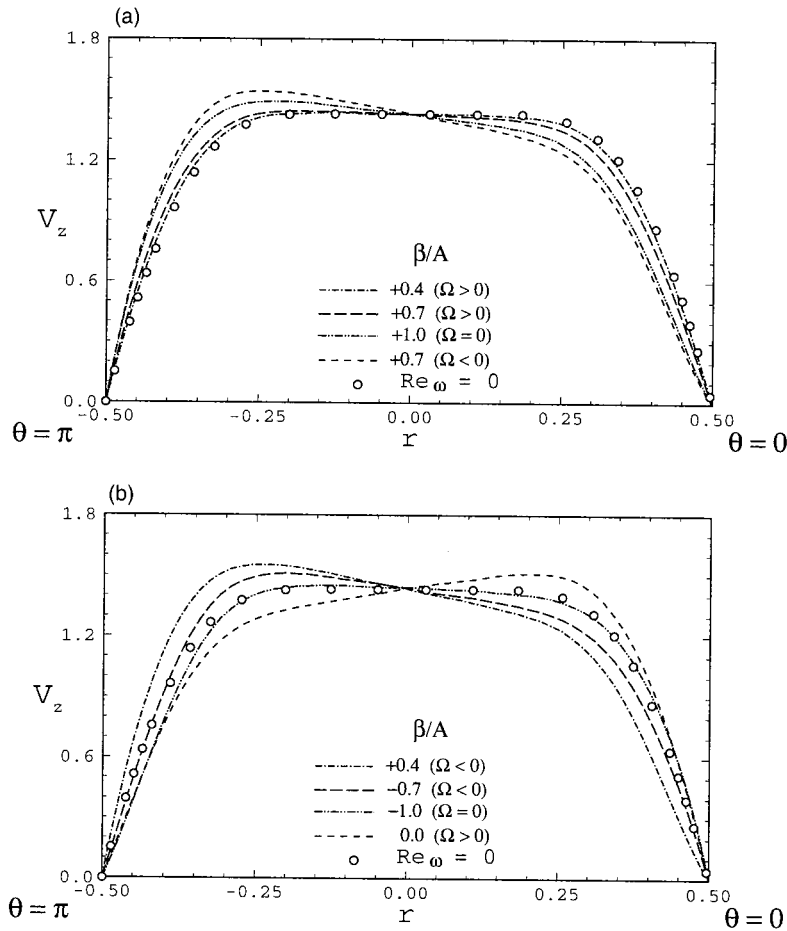 (a)
1.8
1.2
V_z
0.6
0.0
β/A
+0.4 (Ω > 0)
+0.7 (Ω > 0)
+1.0 (Ω = 0)
+0.7 (Ω < 0)
Re_ω = 0
−0.50 −0.25 0.00 0.25 0.50
θ = π r θ = 0
(b)
1.8
1.2
V_z
0.6
0.0
β/A
+0.4 (Ω < 0)
−0.7 (Ω < 0)
−1.0 (Ω = 0)
0.0 (Ω > 0)
Re_ω = 0
−0.50 −0.25 0.00 0.25 0.50
θ = π r θ = 0